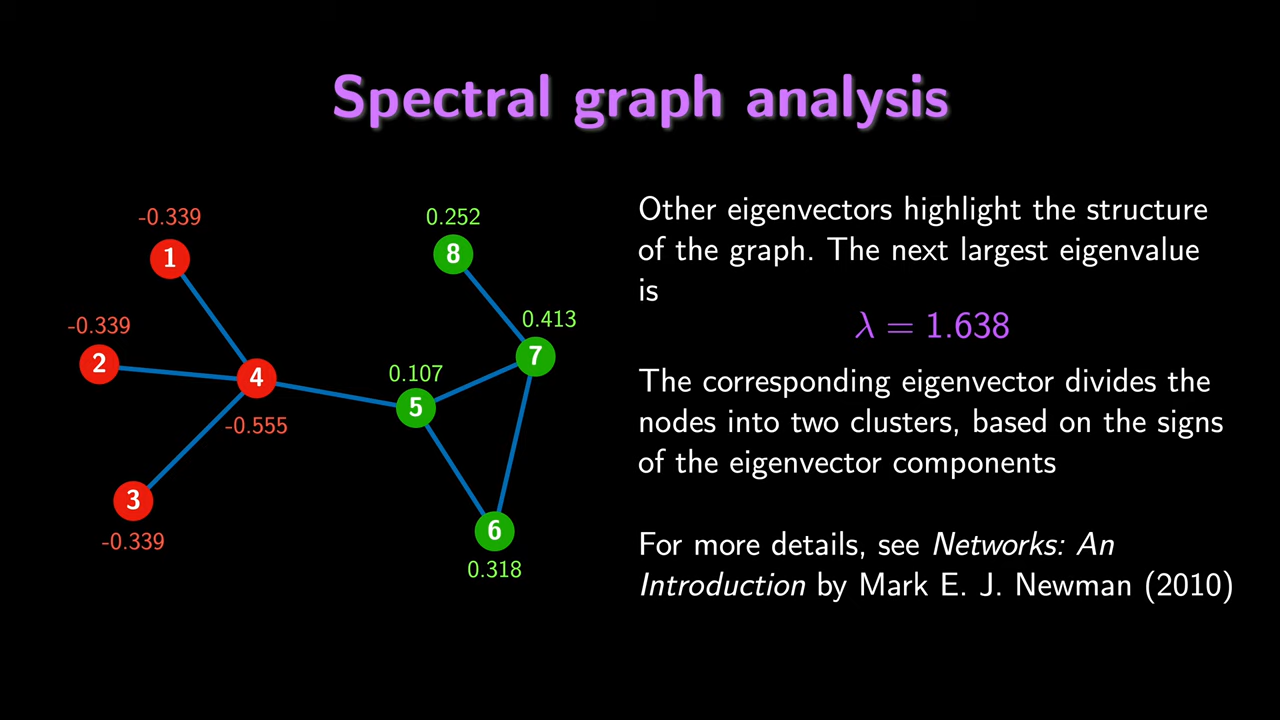 Spectral graph analysis
-0.339
1
-0.339
2
4
-0.555
3
-0.339
0.252
8
0.413
7
0.107
5
6
0.318
Other eigenvectors highlight the structure
of the graph. The next largest eigenvalue
is
λ = 1.638
The corresponding eigenvector divides the
nodes into two clusters, based on the signs
of the eigenvector components
For more details, see Networks: An
Introduction by Mark E. J. Newman (2010)